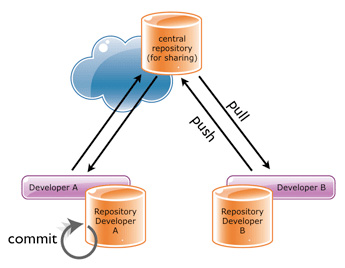 central
repository
(for sharing)
pull
push
Developer A
Developer B
Repository
Developer
A
Repository
Developer
B
commit